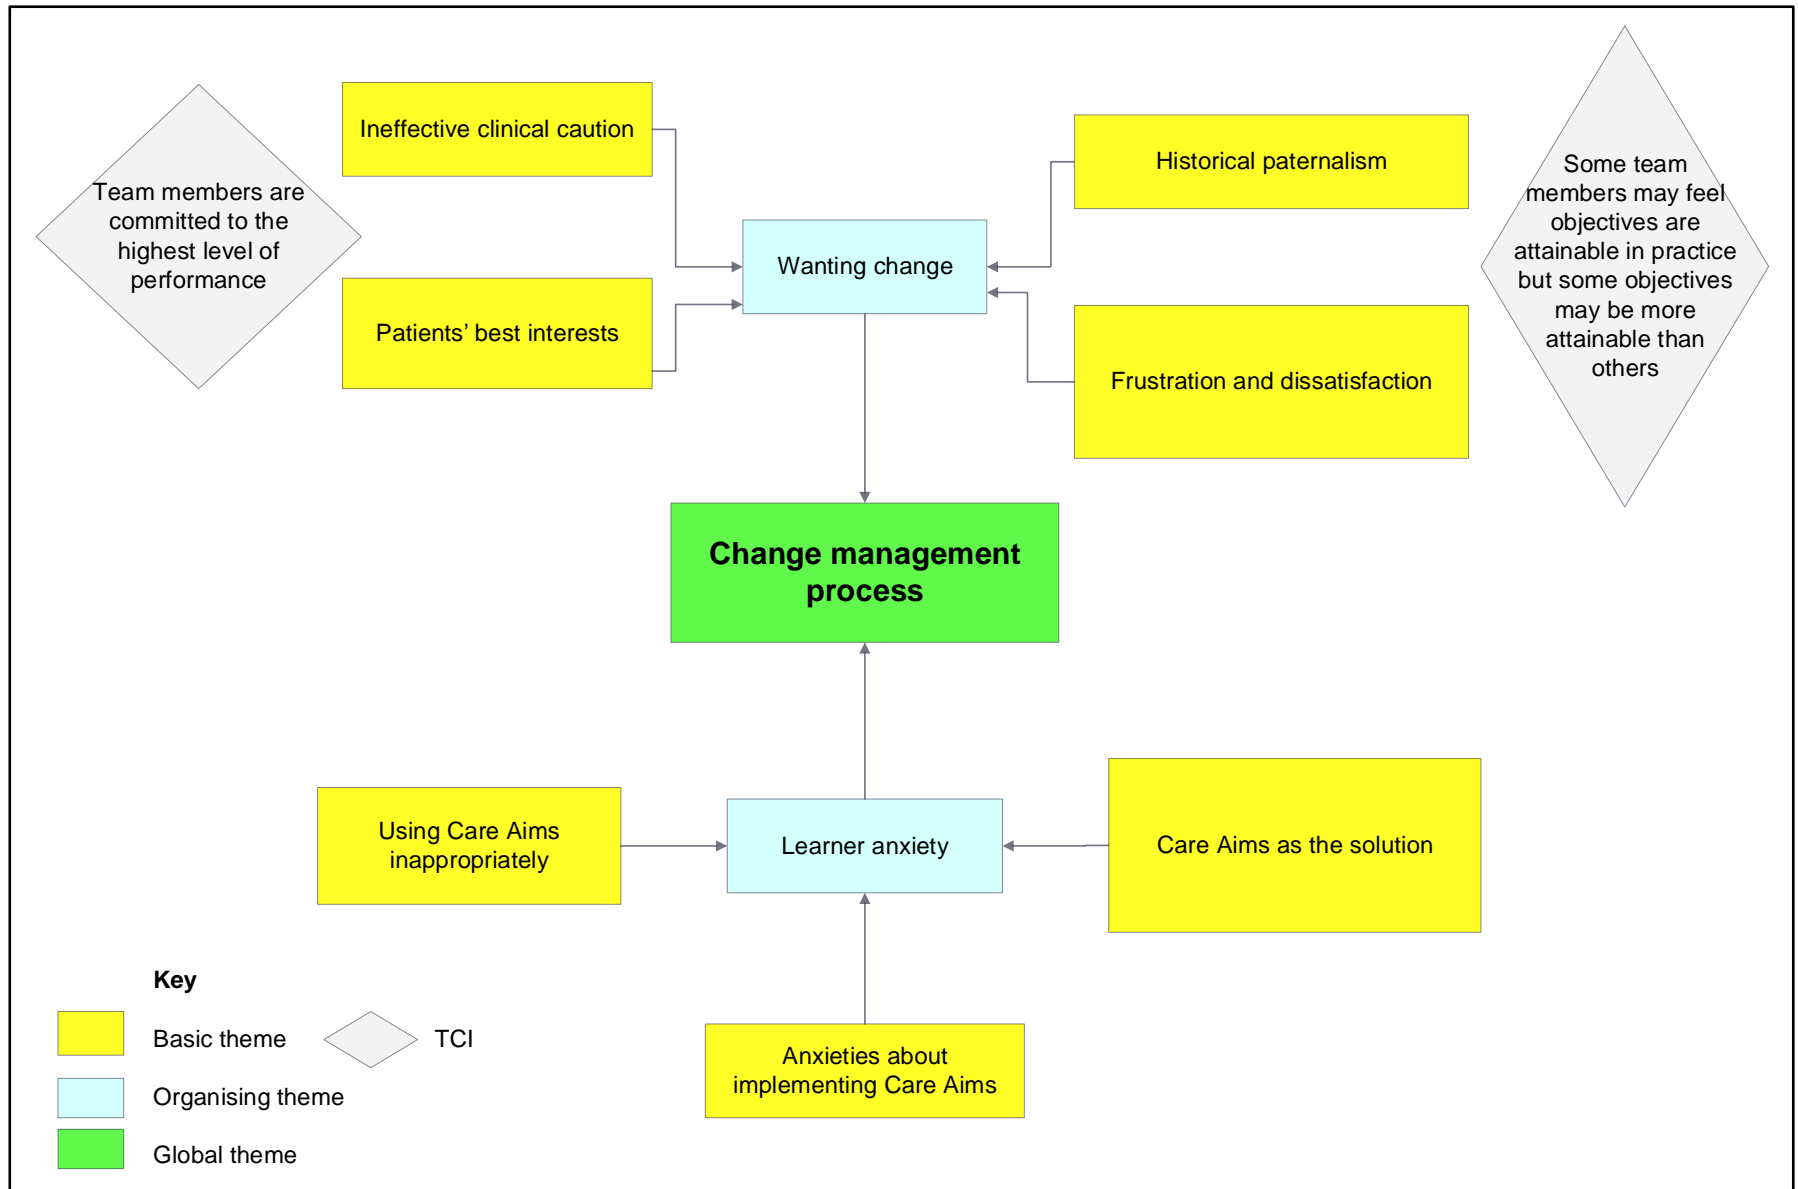 Team members are
committed to the
highest level of
performance
Ineffective clinical caution
Patients’ best interests
Wanting change
Historical paternalism
Frustration and dissatisfaction
Some team
members may feel
objectives are
attainable in practice
but some objectives
may be more
attainable than
others
Change management
process
Using Care Aims
inappropriately
Learner anxiety
Care Aims as the solution
Anxieties about
implementing Care Aims
Key
Basic theme
TCI
Organising theme
Global theme